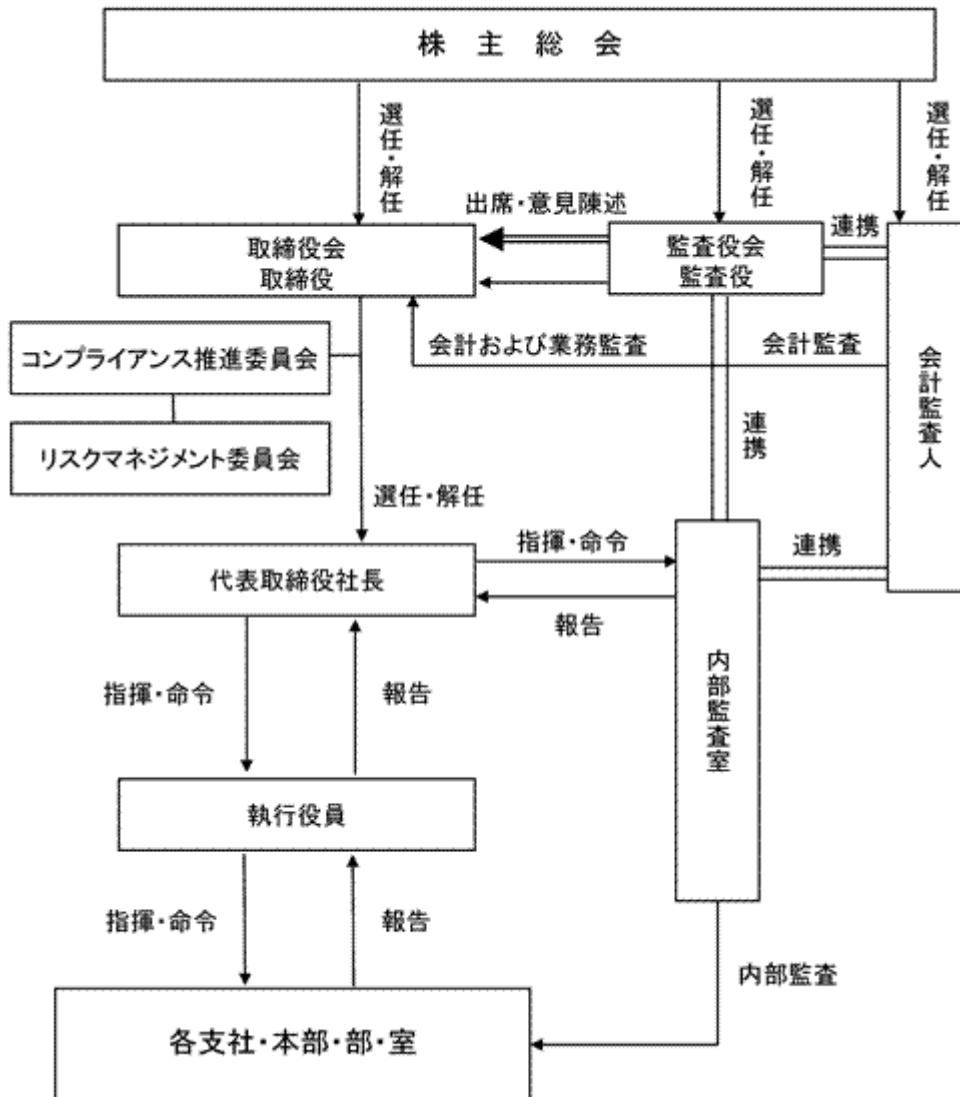 株主総会
選任・解任
選任・解任
選任・解任
出席・意見陳述
連携
取締役会
取締役
監査役会
監査役
会計および業務監査
会計監査
会計監査人
コンプライアンス推進委員会
リスクマネジメント委員会
連携
選任・解任
指揮・命令
連携
代表取締役社長
報告
内部監査室
指揮・命令
報告
執行役員
指揮・命令
報告
内部監査
各支社・本部・部・室